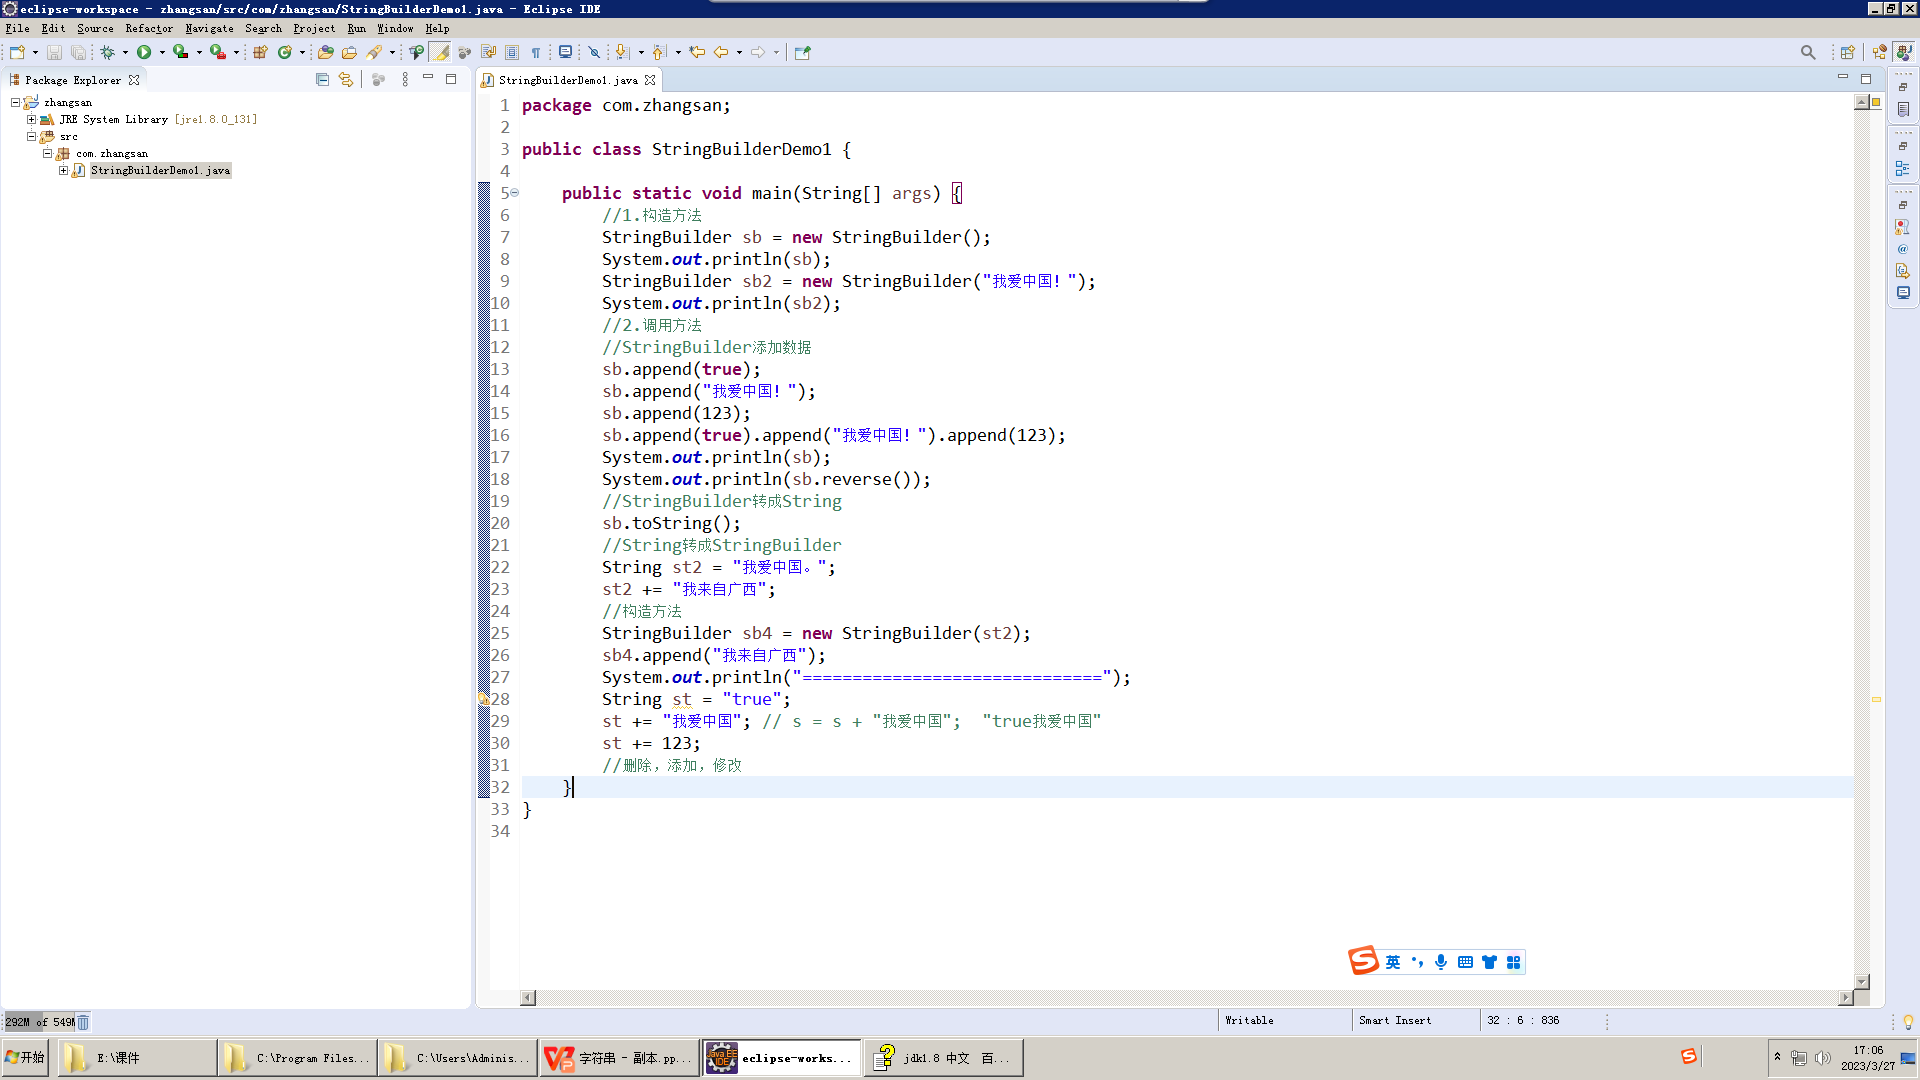 eclipse-workspace - zhangsan/src/com/zhangsan/StringBuilderDemo1.java - Eclipse IDE
File Edit Source Refactor Navigate Search Project Run Window Help
Package Explorer
StringBuilderDemo1.java
zhangsan
JRE System Library [jre1.8.0_131]
src
com.zhangsan
StringBuilderDemo1.java
1 package com.zhangsan;
2
3 public class StringBuilderDemo1 {
4
5 public static void main(String[] args) {
6 //1.构造方法
7 StringBuilder sb = new StringBuilder();
8 System.out.println(sb);
9 StringBuilder sb2 = new StringBuilder("我爱中国！");
10 System.out.println(sb2);
11 //2.调用方法
12 //StringBuilder添加数据
13 sb.append(true);
14 sb.append("我爱中国！");
15 sb.append(123);
16 sb.append(true).append("我爱中国！").append(123);
17 System.out.println(sb);
18 System.out.println(sb.reverse());
19 //StringBuilder转成String
20 sb.toString();
21 //String转成StringBuilder
22 String st2 = "我爱中国。";
23 st2 += "我来自广西";
24 //构造方法
25 StringBuilder sb4 = new StringBuilder(st2);
26 sb4.append("我来自广西");
27 System.out.println("==============================");
28 String st = "true";
29 st += "我爱中国"; // s = s + "我爱中国";  "true我爱中国"
30 st += 123;
31 //删除，添加，修改
32 }
33 }
34
英
292M of 549M
Writable
Smart Insert
32 : 6 : 836
开始
E:\课件
C:\Program Files...
C:\Users\Adminis...
字符串 - 副本.pp...
eclipse-works...
jdk1.8 中文 百...
17:06
2023/3/27